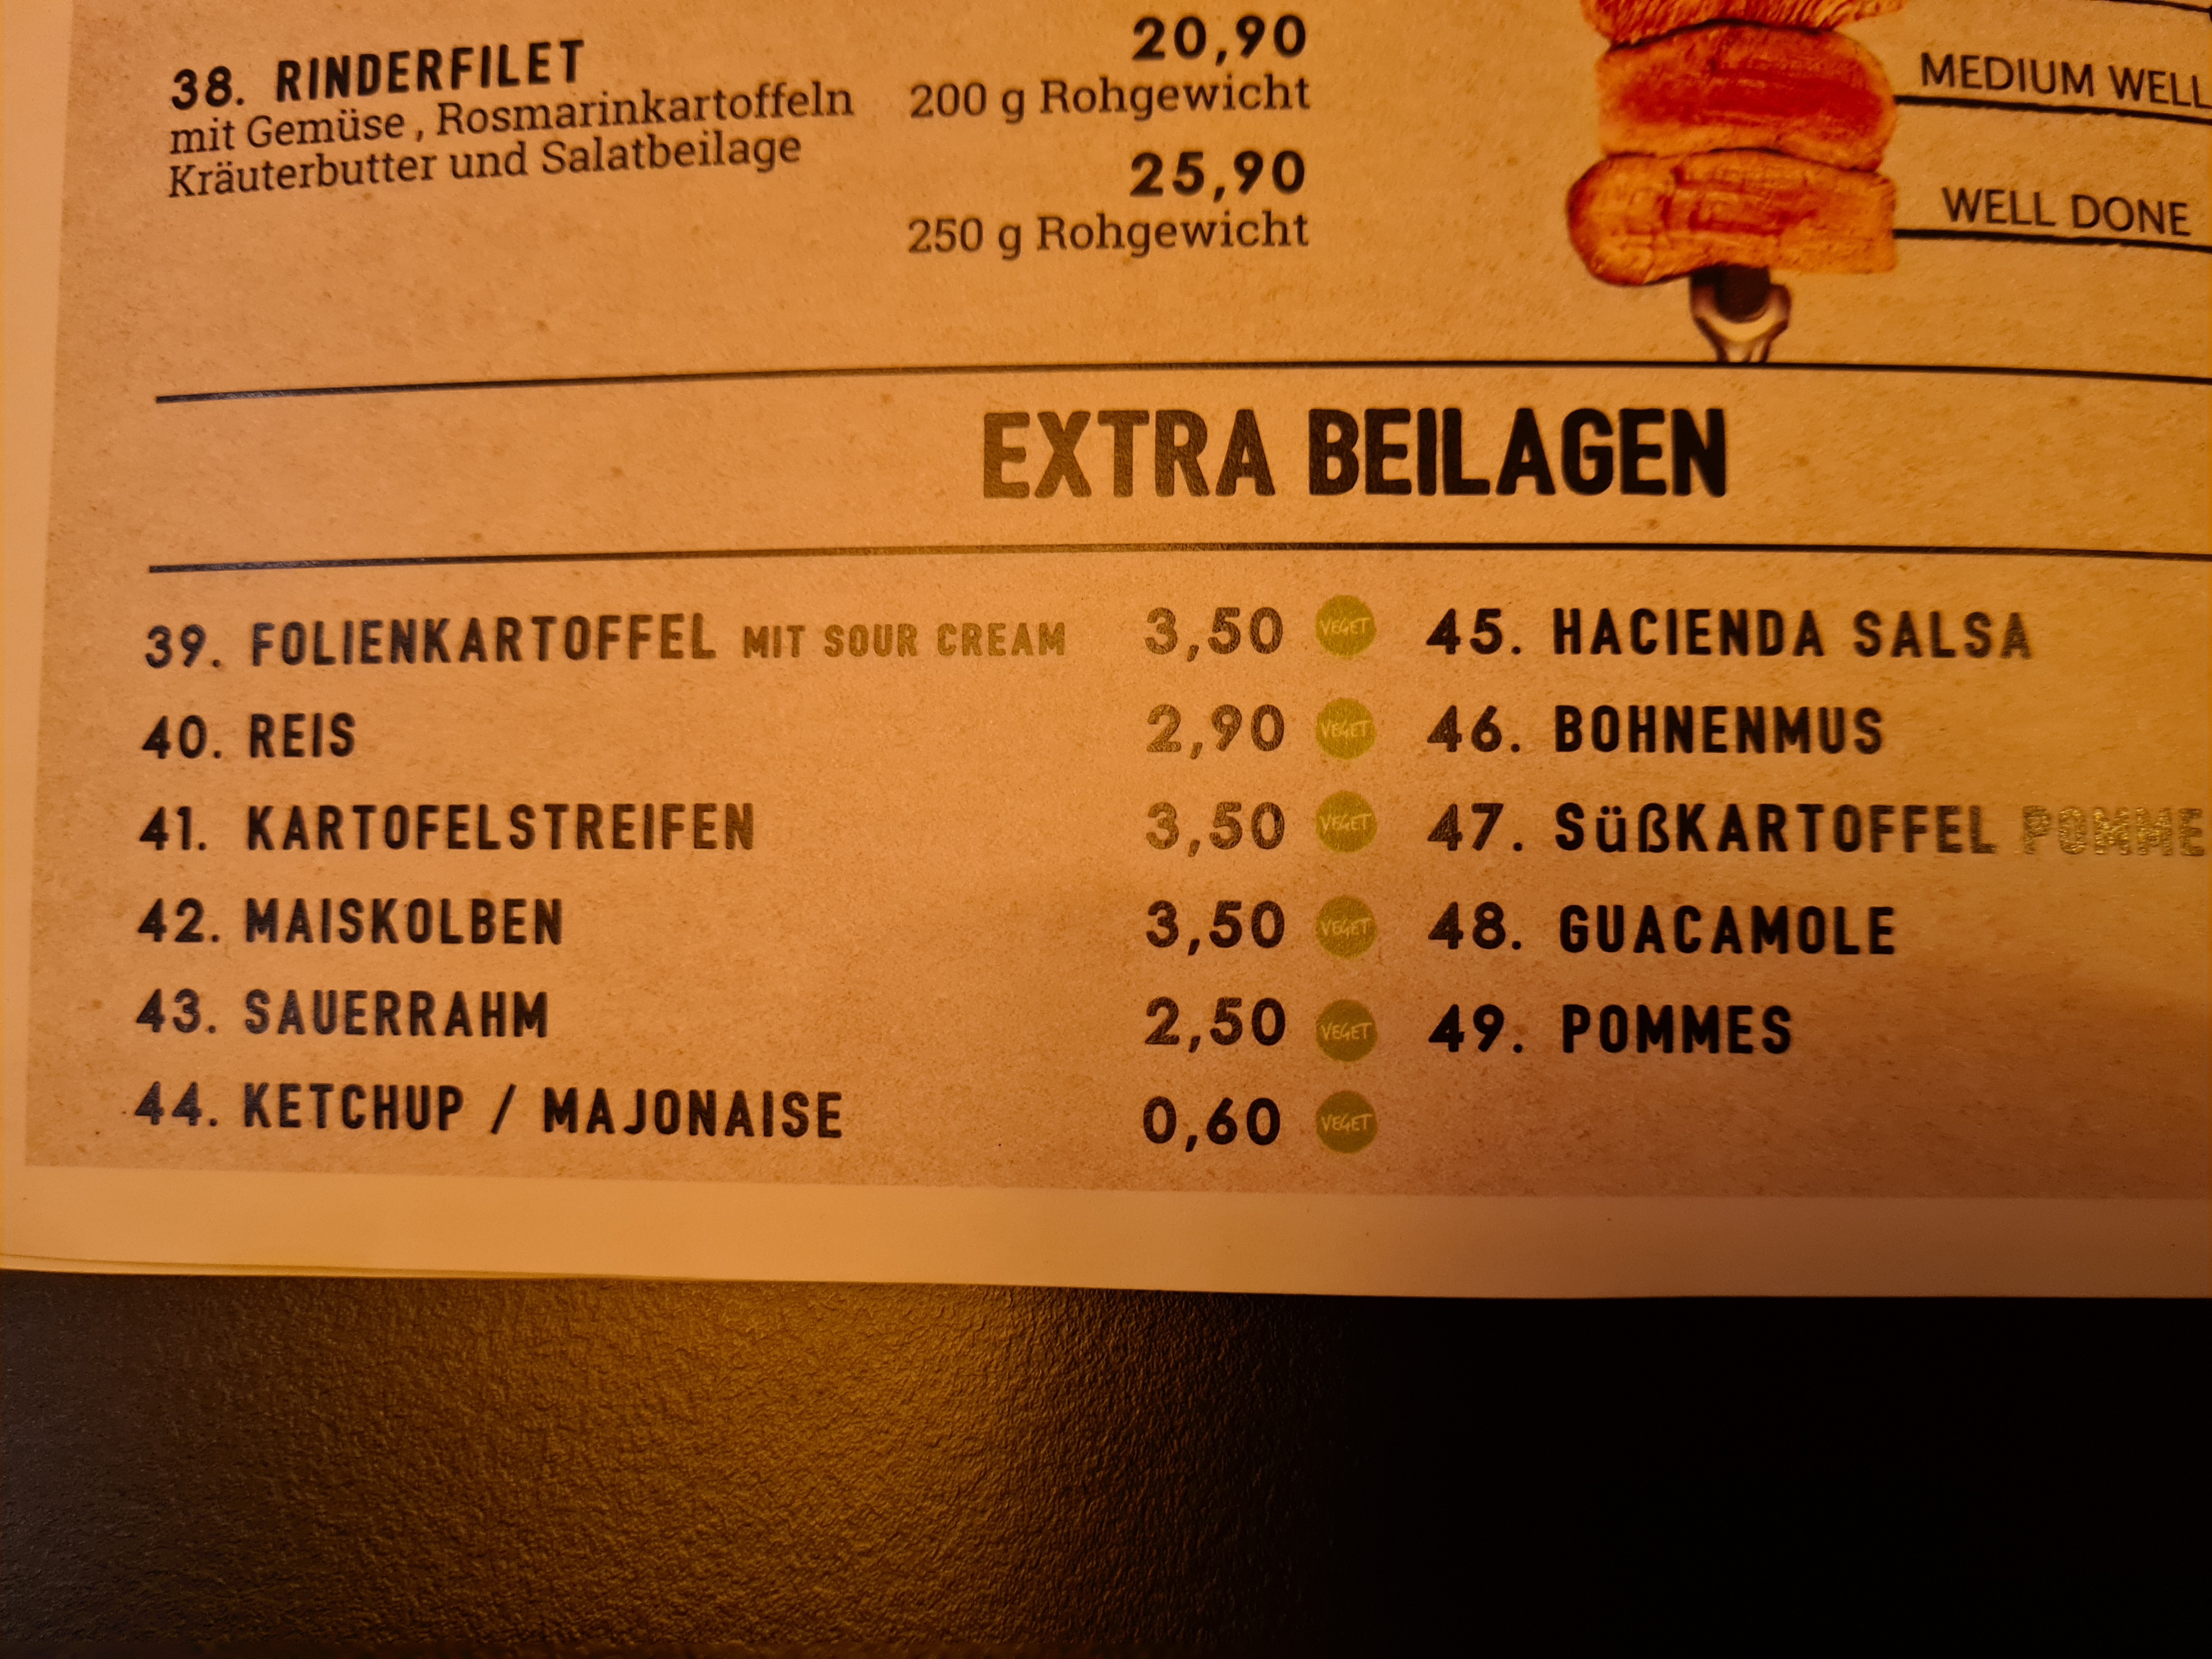 38. RINDERFILET
mit Gemüse , Rosmarinkartoffeln
Kräuterbutter und Salatbeilage
20,90
200 g Rohgewicht
25,90
250 g Rohgewicht
MEDIUM WELL
WELL DONE
EXTRA BEILAGEN
39. FOLIENKARTOFFEL MIT SOUR CREAM 3,50 VEGET
40. REIS 2,90 VEGET
41. KARTOFELSTREIFEN 3,50 VEGET
42. MAISKOLBEN 3,50 VEGET
43. SAUERRAHM 2,50 VEGET
44. KETCHUP / MAJONAISE 0,60 VEGET
45. HACIENDA SALSA
46. BOHNENMUS
47. SüßKARTOFFEL POMME
48. GUACAMOLE
49. POMMES